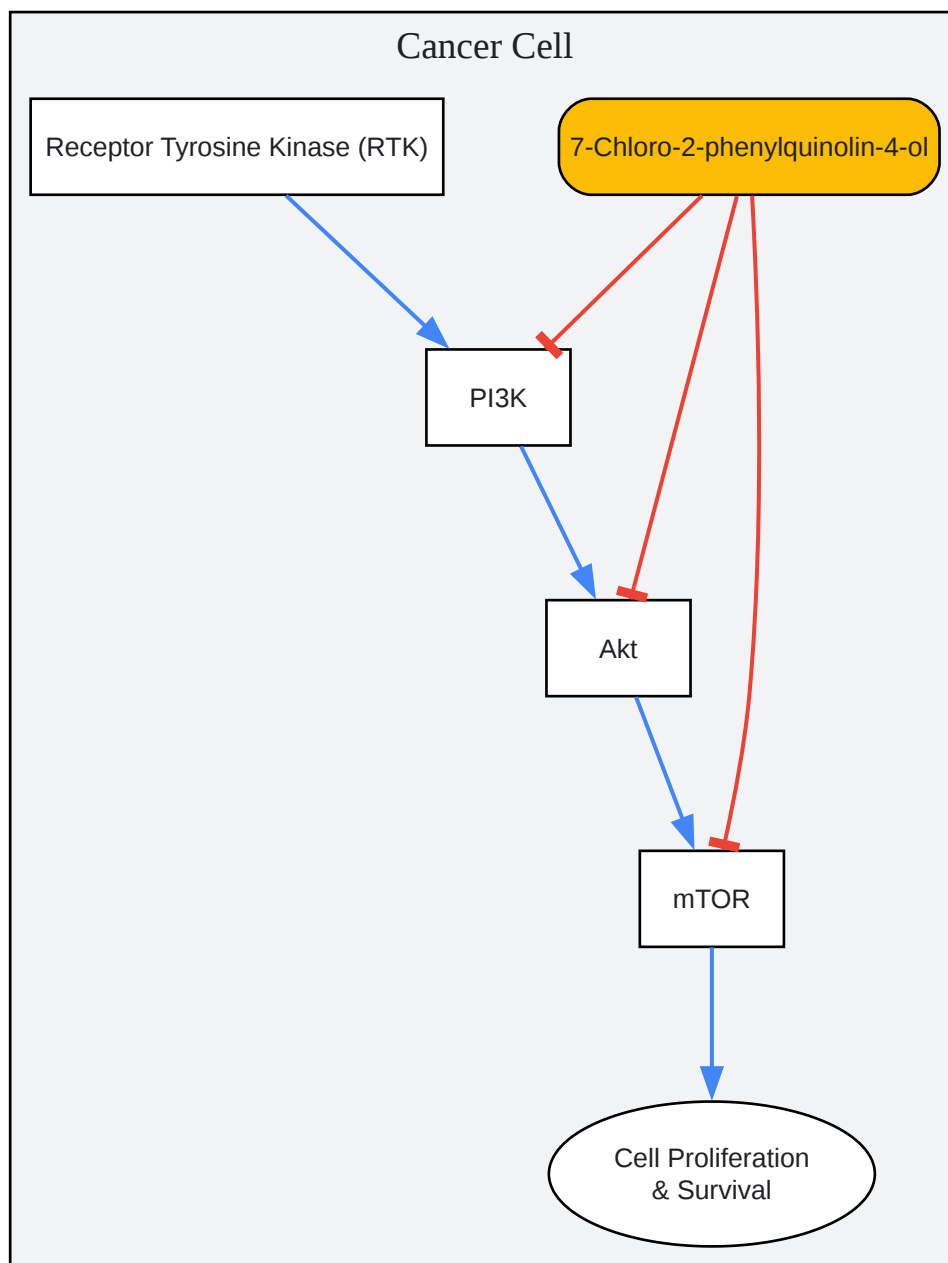 Cancer Cell
Receptor Tyrosine Kinase (RTK)
7-Chloro-2-phenylquinolin-4-ol
PI3K
Akt
mTOR
Cell Proliferation
& Survival